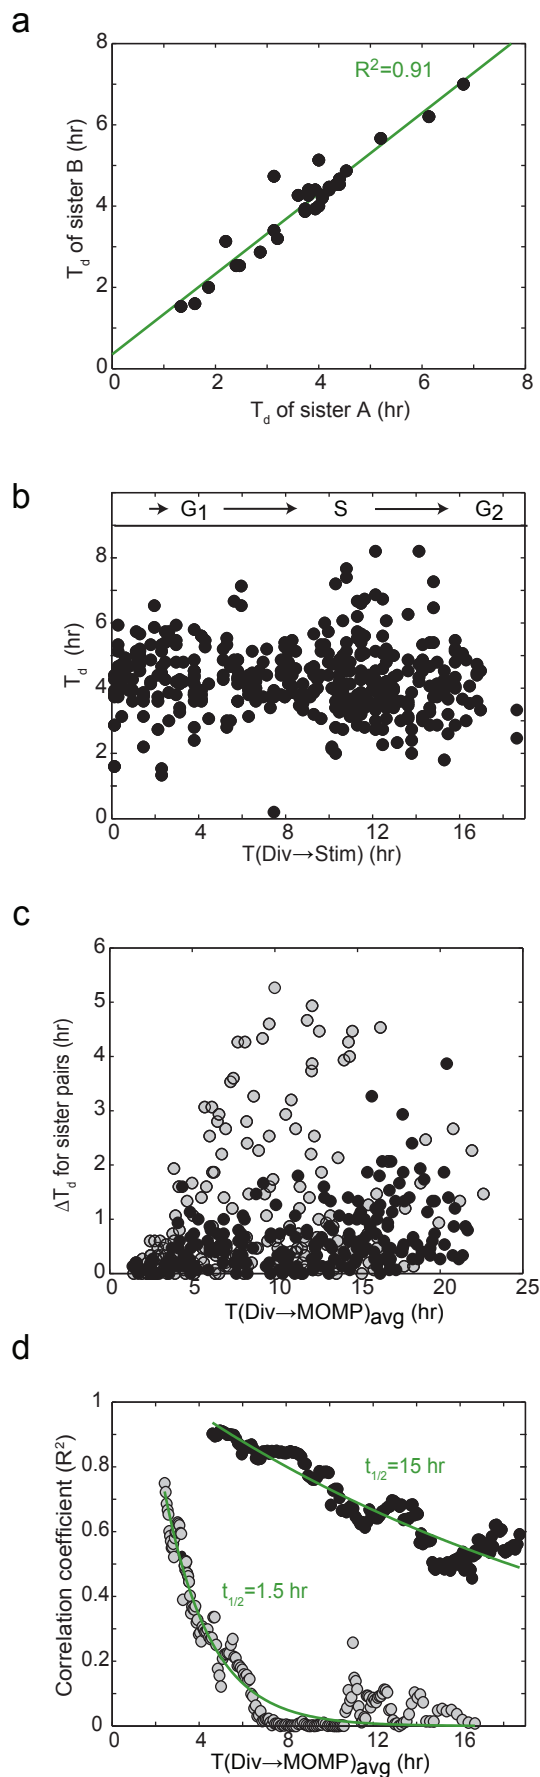 a
8
6
4
2
0
T_d of sister B (hr)
R²=0.91
0 2 4 6 8
T_d of sister A (hr)
b
G1 → S → G2
8
6
4
2
0
T_d (hr)
0 4 8 12 16
T(Div→Stim) (hr)
c
6
5
4
3
2
1
0
ΔT_d for sister pairs (hr)
5 10 15 20 25
T(Div→MOMP)avg (hr)
d
1
0.8
0.6
0.4
0.2
0
Correlation coefficient (R²)
t1/2=15 hr
t1/2=1.5 hr
0 4 8 12 16
T(Div→MOMP)avg (hr)